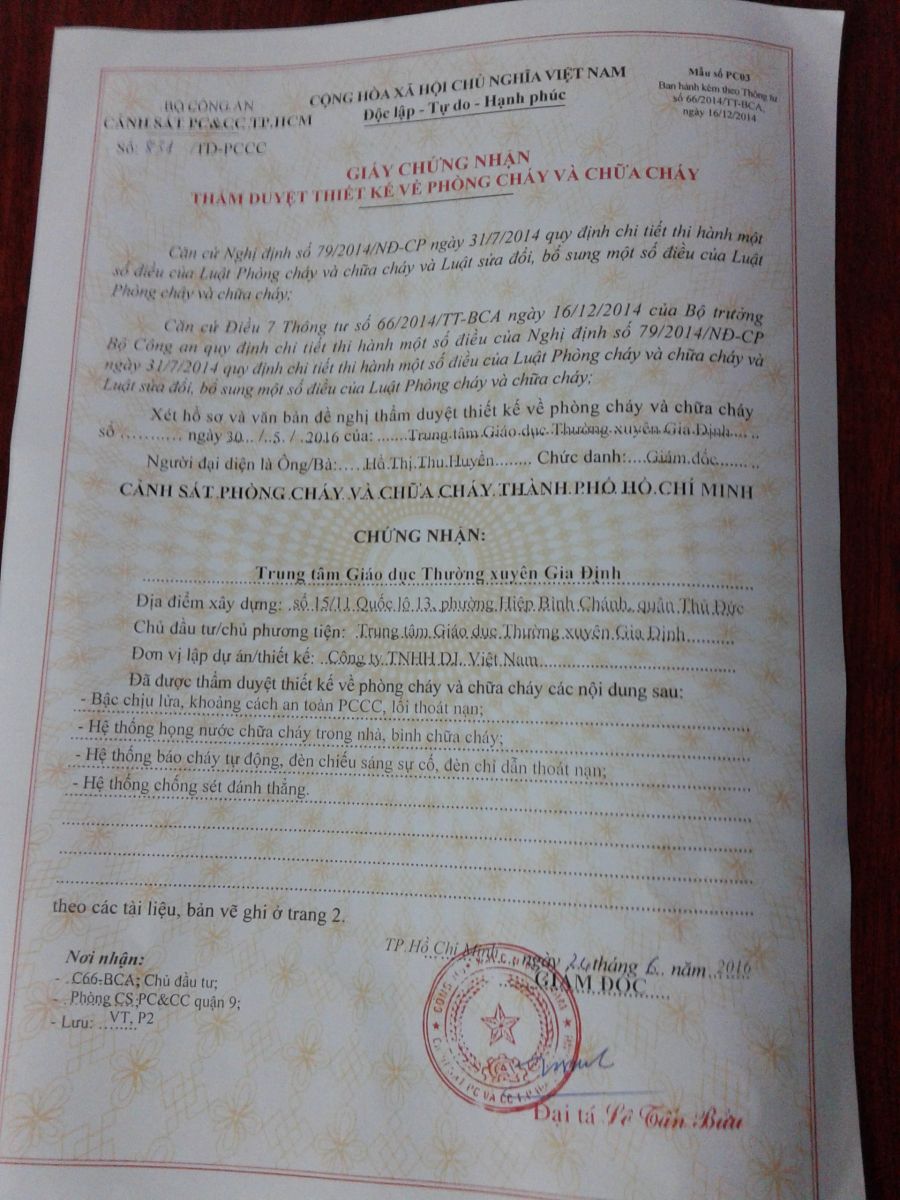 BỘ CÔNG AN
CẢNH SÁT PC&CC TP.HCM
Số: 831 /TD-PCCC
CỘNG HÒA XÃ HỘI CHỦ NGHĨA VIỆT NAM
Độc lập - Tự do - Hạnh phúc
Mẫu số PC03
Ban hành kèm theo Thông tư
số 66/2014/TT-BCA,
ngày 16/12/2014
GIẤY CHỨNG NHẬN
THẨM DUYỆT THIẾT KẾ VỀ PHÒNG CHÁY VÀ CHỮA CHÁY
Căn cứ Nghị định số 79/2014/NĐ-CP ngày 31/7/2014 quy định chi tiết thi hành một
số điều của Luật Phòng cháy và chữa cháy và Luật sửa đổi, bổ sung một số điều của Luật
Phòng cháy và chữa cháy;
Căn cứ Điều 7 Thông tư số 66/2014/TT-BCA ngày 16/12/2014 của Bộ trưởng
Bộ Công an quy định chi tiết thi hành một số điều của Nghị định số 79/2014/NĐ-CP
ngày 31/7/2014 quy định chi tiết thi hành một số điều của Luật Phòng cháy và chữa cháy và
Luật sửa đổi, bổ sung một số điều của Luật Phòng cháy và chữa cháy;
Xét hồ sơ và văn bản đề nghị thẩm duyệt thiết kế về phòng cháy và chữa cháy
số ........... ngày 30 / 5 / 2016 của: Trung tâm Giáo dục Thường xuyên Gia Định
Người đại diện là Ông/Bà: Hồ Thị Thu Huyền Chức danh: Giám đốc
CẢNH SÁT PHÒNG CHÁY VÀ CHỮA CHÁY THÀNH PHỐ HỒ CHÍ MINH
CHỨNG NHẬN:
Trung tâm Giáo dục Thường xuyên Gia Định
Địa điểm xây dựng: số 15/11 Quốc lộ 13, phường Hiệp Bình Chánh, quận Thủ Đức
Chủ đầu tư/chủ phương tiện: Trung tâm Giáo dục Thường xuyên Gia Định
Đơn vị lập dự án/thiết kế: Công ty TNHH DL Việt Nam
Đã được thẩm duyệt thiết kế về phòng cháy và chữa cháy các nội dung sau:
- Bậc chịu lửa, khoảng cách an toàn PCCC, lối thoát nạn;
- Hệ thống họng nước chữa cháy trong nhà, bình chữa cháy;
- Hệ thống báo cháy tự động, đèn chiếu sáng sự cố, đèn chỉ dẫn thoát nạn;
- Hệ thống chống sét đánh thẳng.
theo các tài liệu, bản vẽ ghi ở trang 2.
TP.Hồ Chí Minh, ngày 24 tháng 6 năm 2016
GIÁM ĐỐC
Nơi nhận:
- C66-BCA; Chủ đầu tư;
- Phòng CS PC&CC quận 9;
- Lưu: VT, P2
Đại tá Lê Tấn Bửu